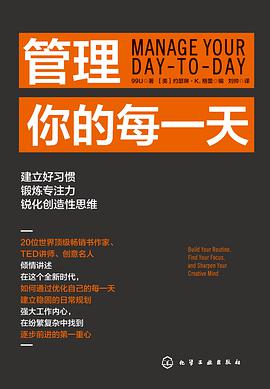 管理
MANAGE YOUR
DAY-TO-DAY
99U◎著 [美]约瑟琳·K.格雷◎编 刘帅◎译
你的每一天
建立好习惯
锻炼专注力
锐化创造性思维
20位世界顶级畅销书作家、
TED讲师、创意名人
倾情讲述
在这个全新时代,
如何通过优化自己的每一天
建立稳固的日常规划
强大工作内心,
在纷繁复杂中找到
逐步前进的第一重心
Build Your Routine,
Find Your Focus,
and Sharpen Your
Creative Mind
化学工业出版社